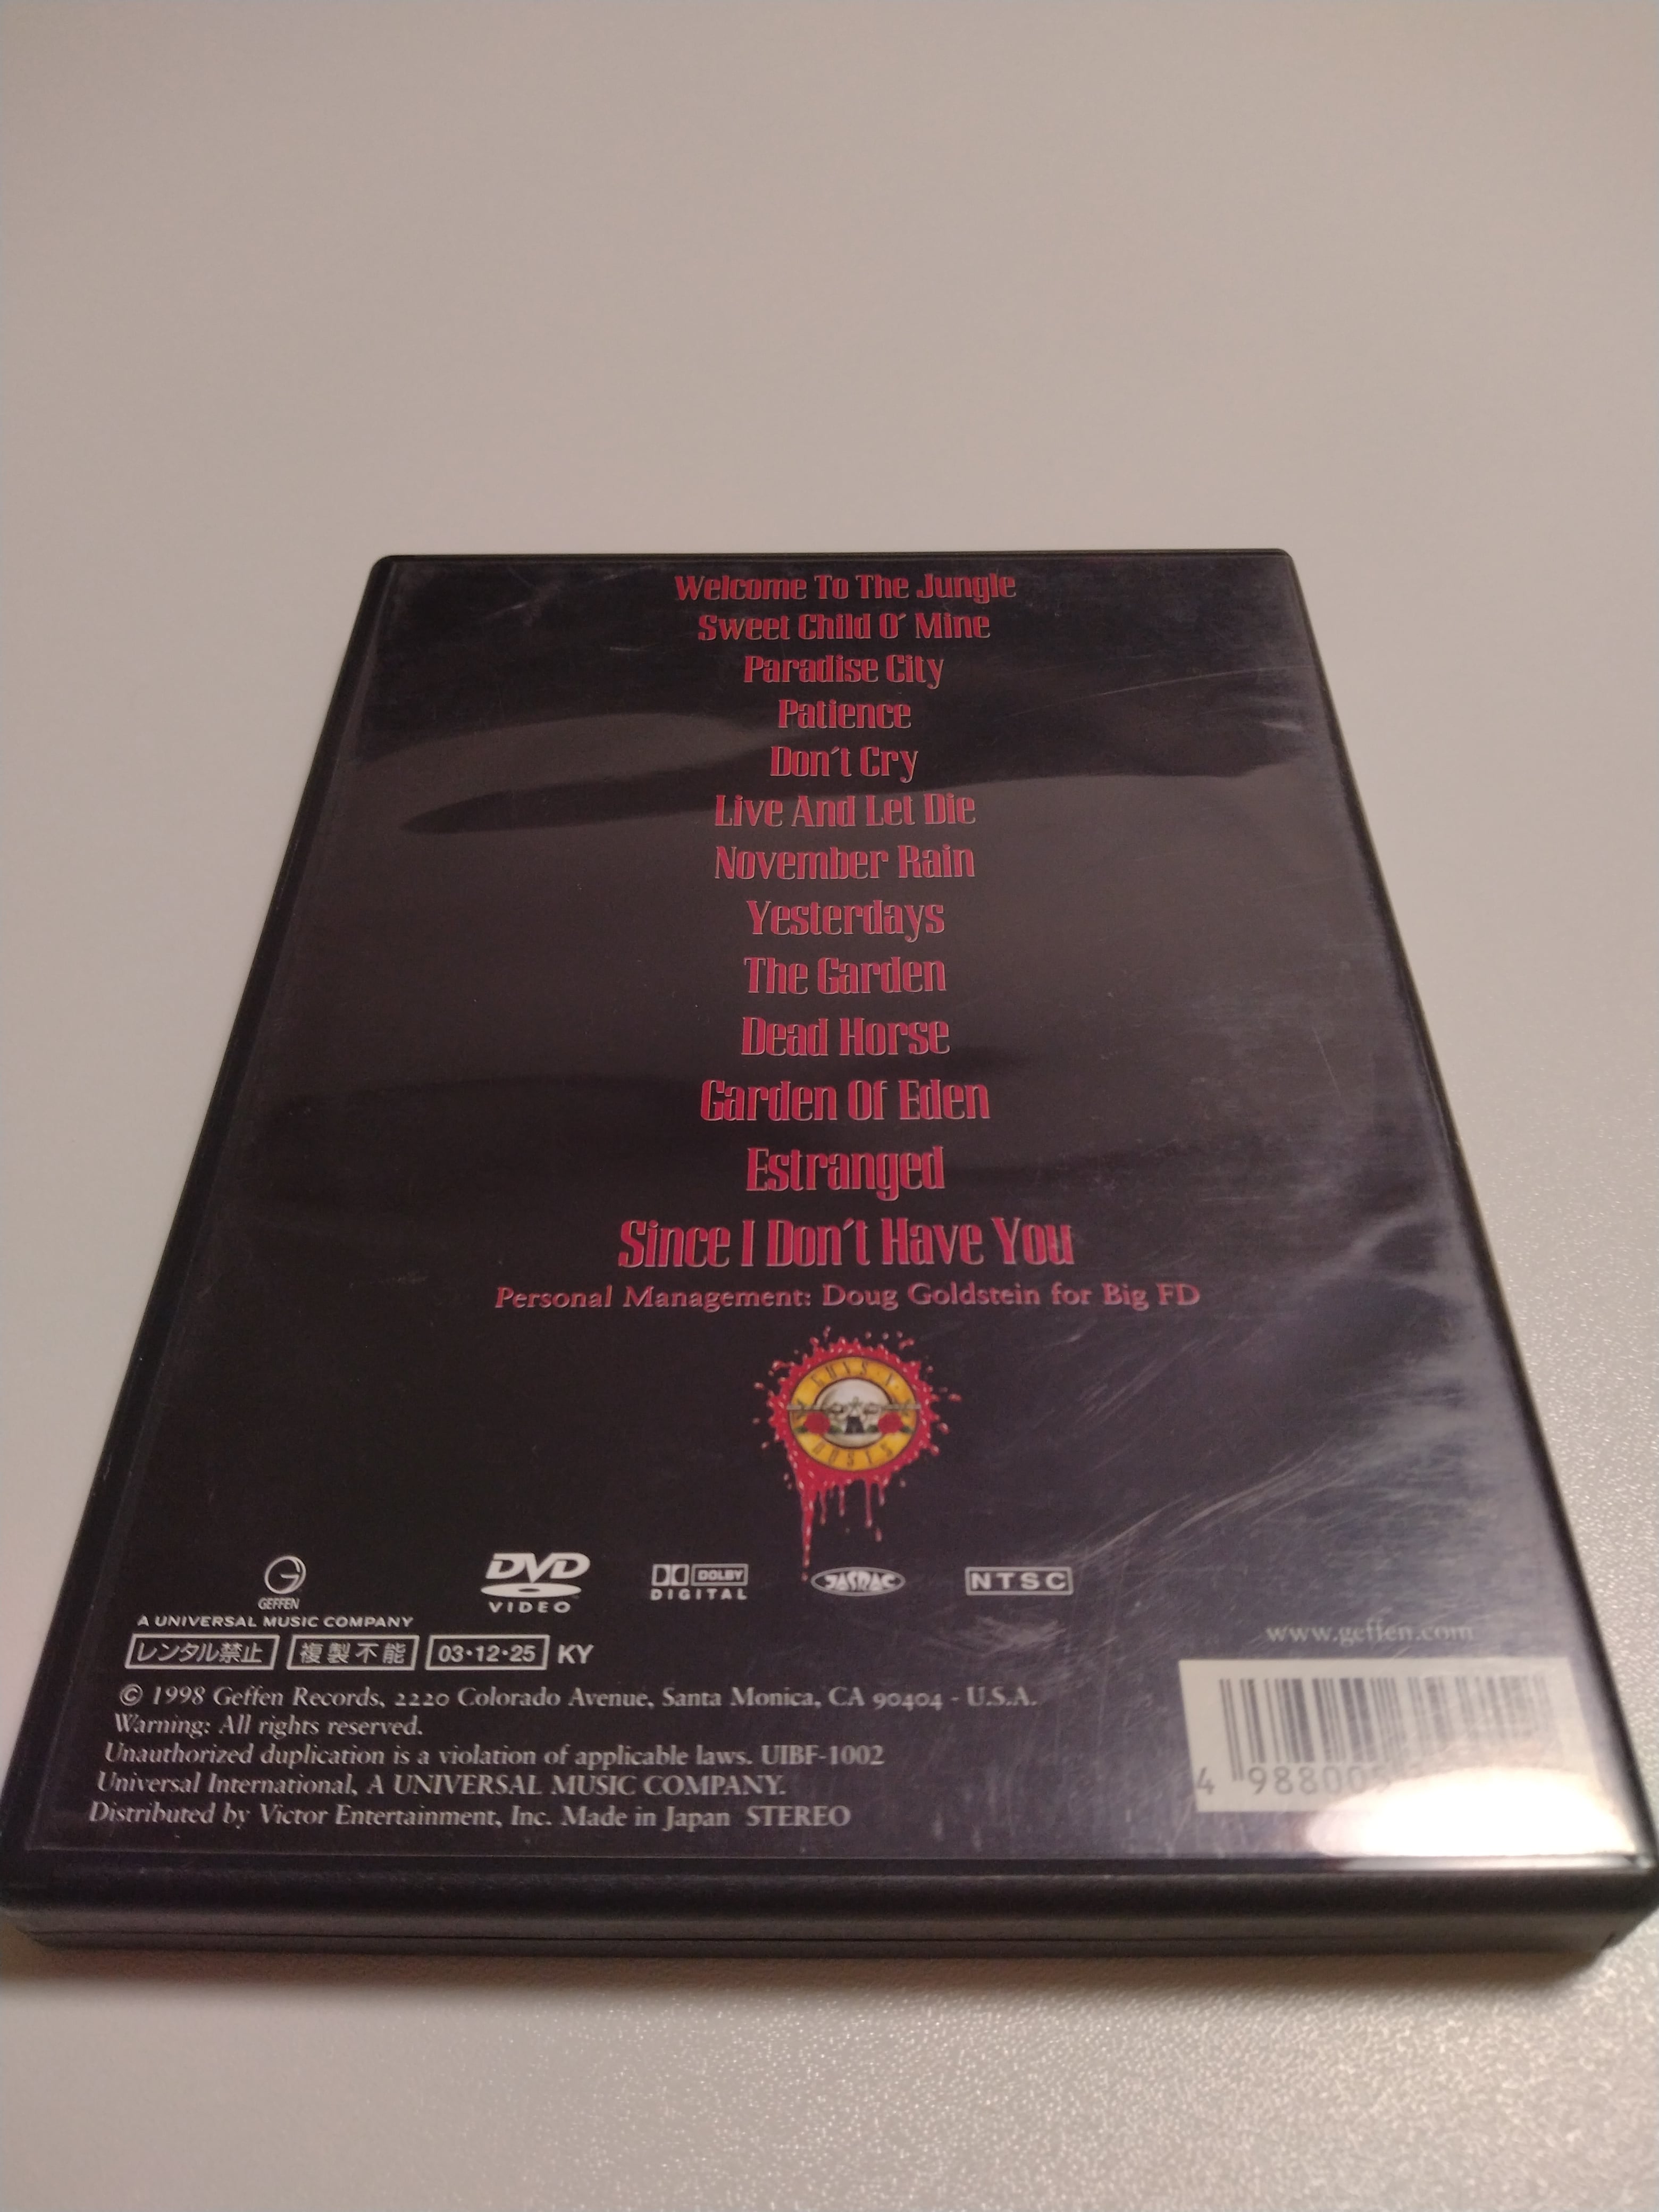 Welcome To The Jungle
Sweet Child O´ Mine
Paradise City
Patience
Don´t Cry
Live And Let Die
November Rain
Yesterdays
The Garden
Dead Horse
Garden Of Eden
Estranged
Since I Don´t Have You
Personal Management: Doug Goldstein for Big FD
GUNS N'
ROSES
GEFFEN
A UNIVERSAL MUSIC COMPANY
DVD
VIDEO
DOLBY
DIGITAL
JASRAC
NTSC
レンタル禁止 複製不能 03•12•25 KY
www.geffen.com
© 1998 Geffen Records, 2220 Colorado Avenue, Santa Monica, CA 90404 - U.S.A.
Warning: All rights reserved.
Unauthorized duplication is a violation of applicable laws. UIBF-1002
Universal International, A UNIVERSAL MUSIC COMPANY.
Distributed by Victor Entertainment, Inc. Made in Japan STEREO